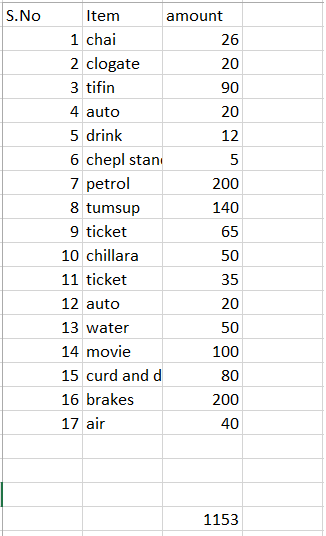 S.No Item amount
1 chai 26
2 clogate 20
3 tifin 90
4 auto 20
5 drink 12
6 chepl stan 5
7 petrol 200
8 tumsup 140
9 ticket 65
10 chillara 50
11 ticket 35
12 auto 20
13 water 50
14 movie 100
15 curd and d 80
16 brakes 200
17 air 40
1153